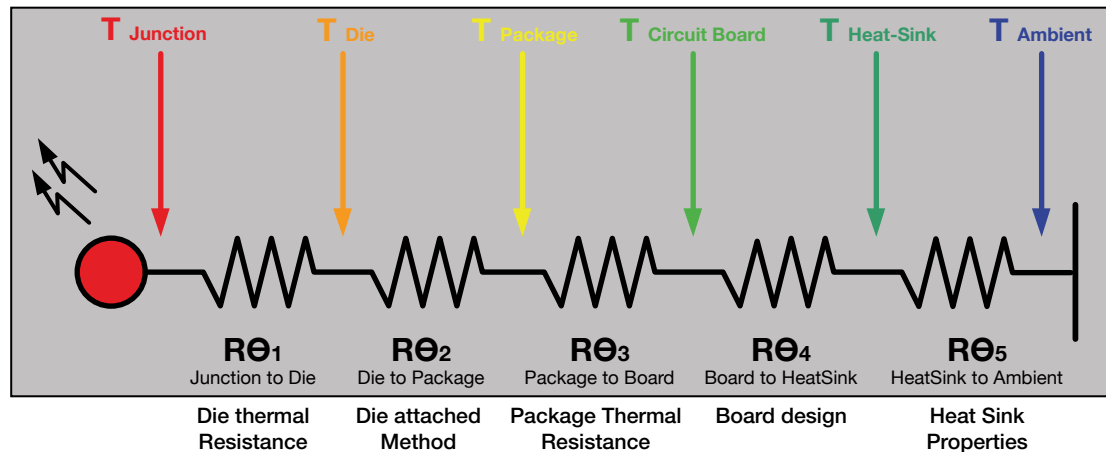 T Junction T Die T Package T Circuit Board T Heat-Sink T Ambient
RΘ1 RΘ2 RΘ3 RΘ4 RΘ5
Junction to Die Die to Package Package to Board Board to HeatSink HeatSink to Ambient
Die thermal Die attached Package Thermal Board design Heat Sink
Resistance Method Resistance Properties